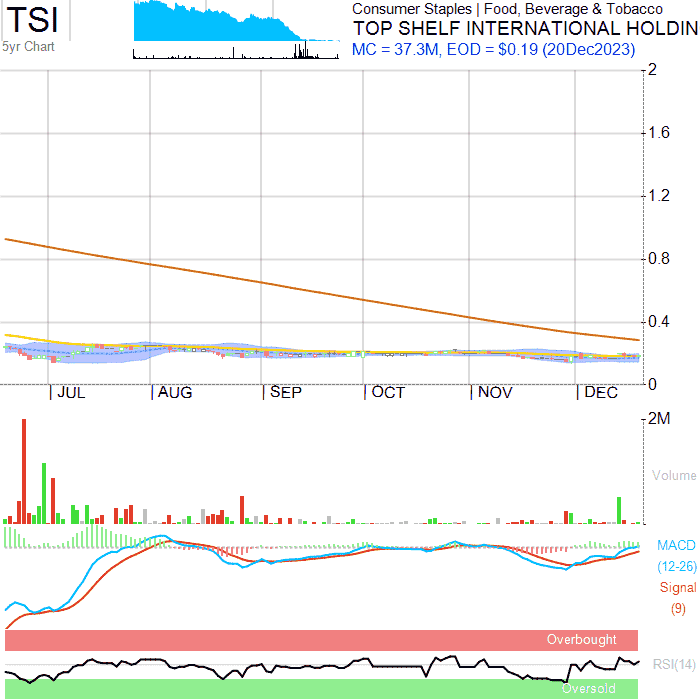 TSI
5yr Chart
Consumer Staples | Food, Beverage & Tobacco
TOP SHELF INTERNATIONAL HOLDIN
MC = 37.3M, EOD = $0.19 (20Dec2023)
2
1.6
1.2
0.8
0.4
0
JUL
AUG
SEP
OCT
NOV
DEC
2M
Volume
MACD
(12-26)
Signal
(9)
Overbought
RSI(14)
Oversold